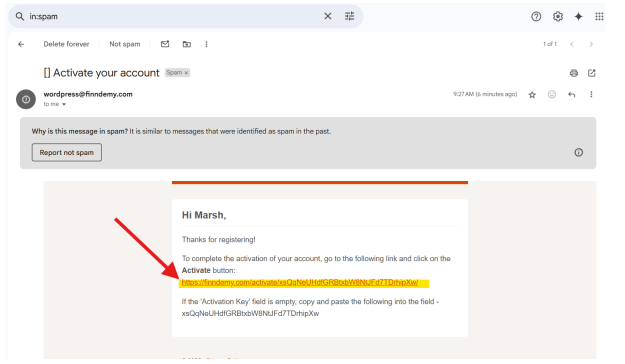 in:spam
Delete forever Not spam 1 of 1
[] Activate your account Spam x
wordpress@finndemy.com 9:27 AM (6 minutes ago)
to me
Why is this message in spam? It is similar to messages that were identified as spam in the past.
Report not spam
Hi Marsh,
Thanks for registering!
To complete the activation of your account, go to the following link and click on the
Activate button:
https://finndemy.com/activate/xsQqNeUHdfGRBtxbW8NtJFd7TDrhipXw/
If the 'Activation Key' field is empty, copy and paste the following into the field -
xsQqNeUHdfGRBtxbW8NtJFd7TDrhipXw